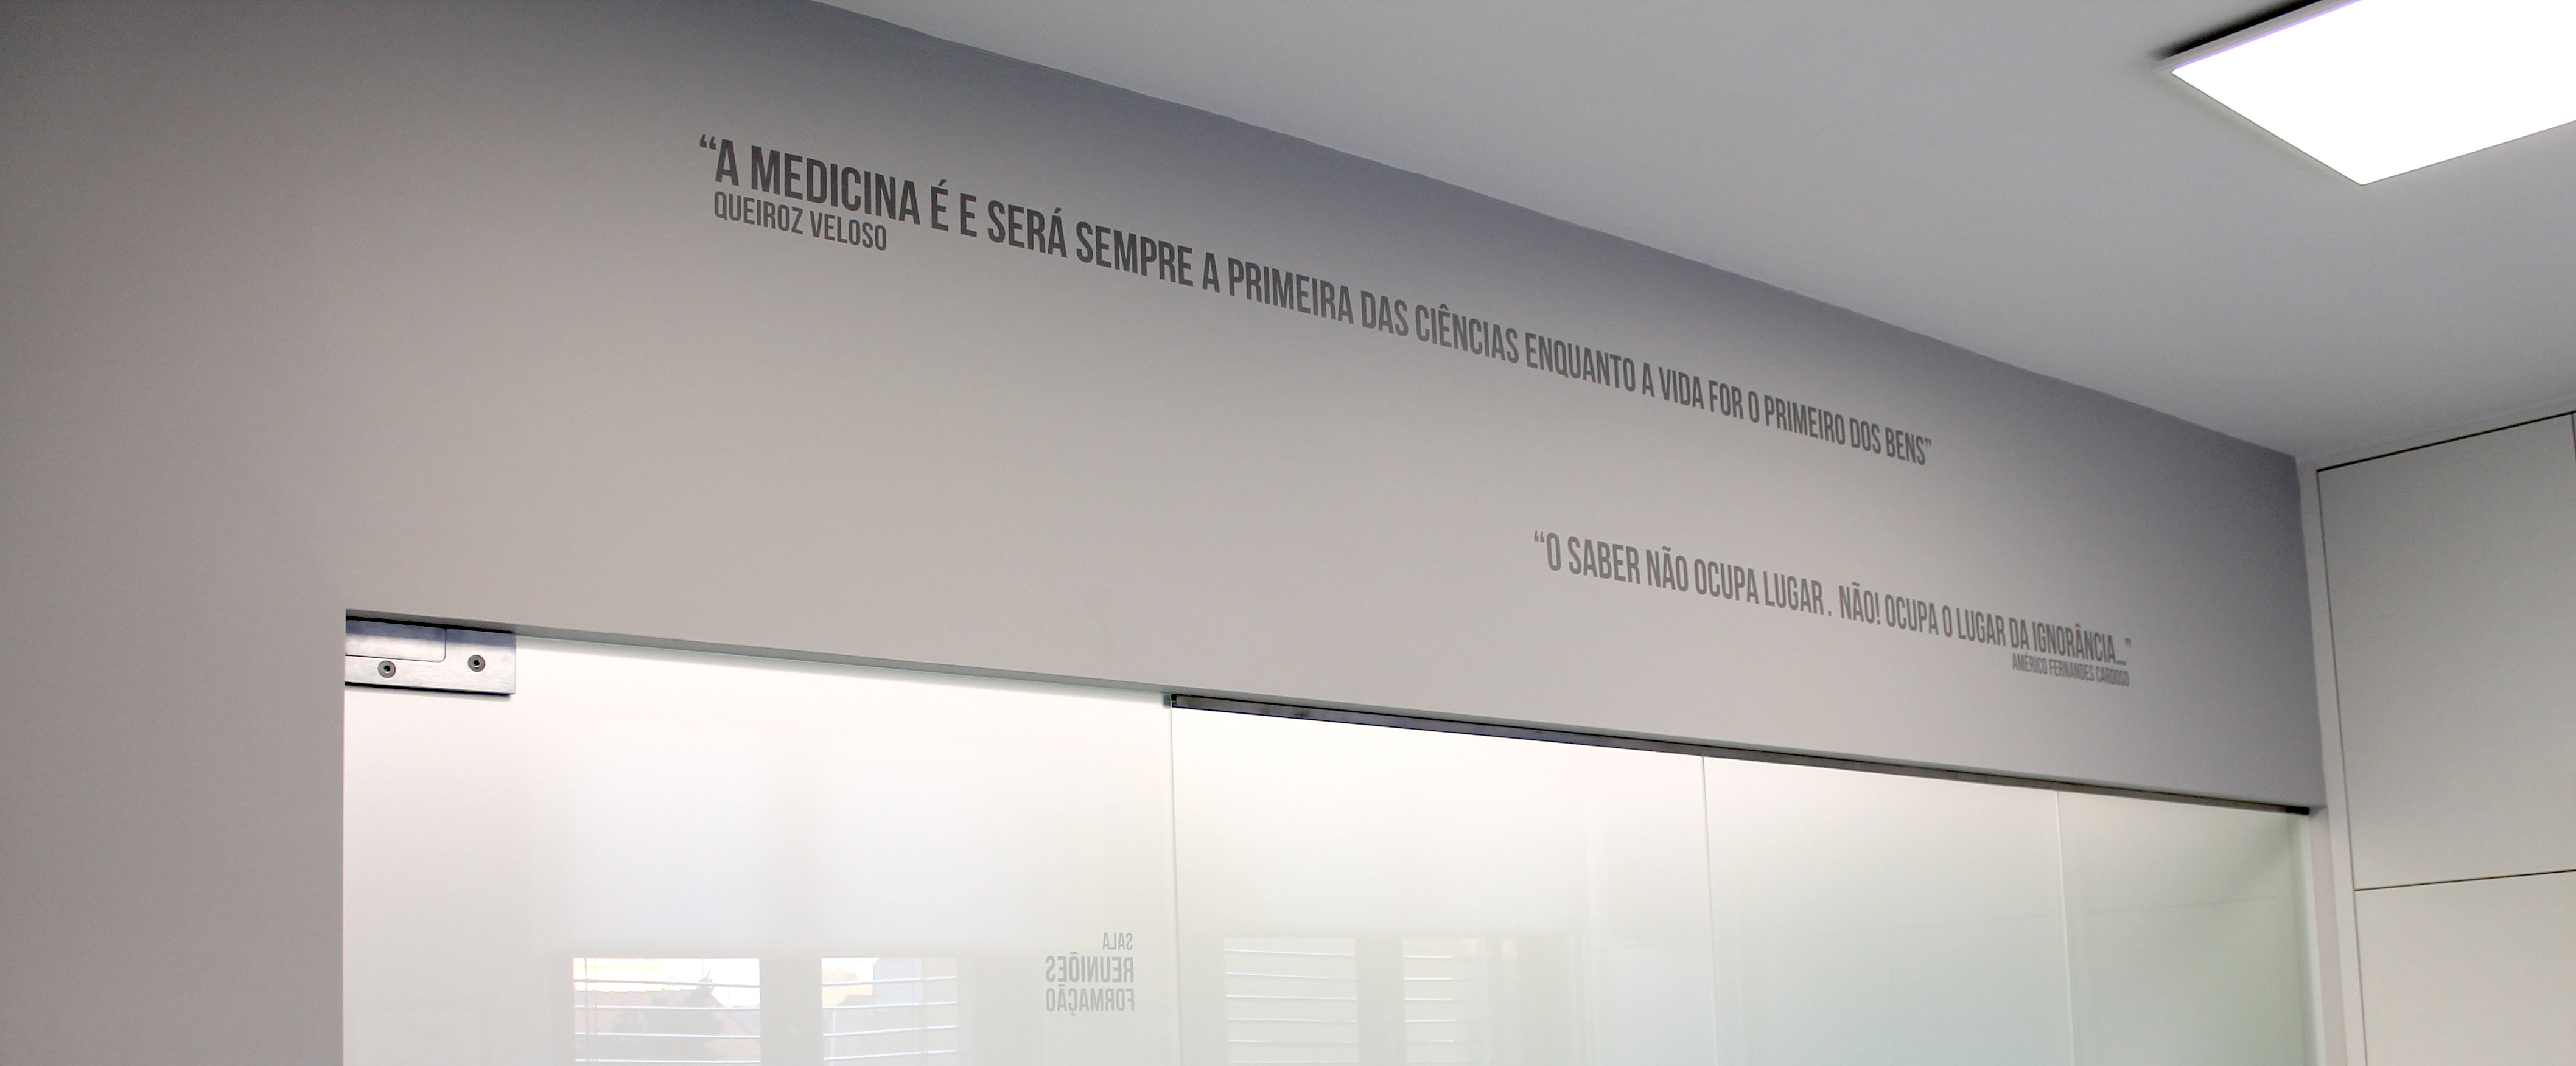 “A MEDICINA É E SERÁ SEMPRE A PRIMEIRA DAS CIÊNCIAS ENQUANTO A VIDA FOR O PRIMEIRO DOS BENS”
QUEIROZ VELOSO
“O SABER NÃO OCUPA LUGAR. NÃO! OCUPA O LUGAR DA IGNORÂNCIA...”
AMÉRICO FERNANDES CARDOSO
SALA
REUNIÕES
FORMAÇÃO